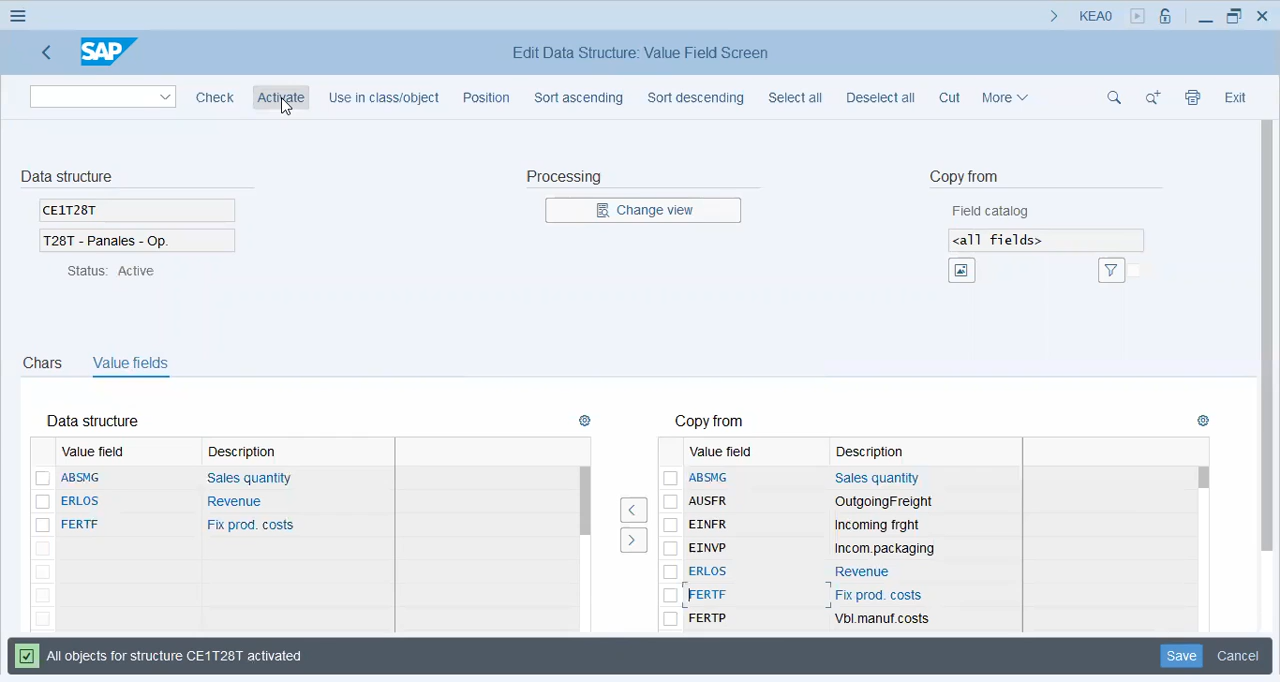 KEA0
SAP
Edit Data Structure: Value Field Screen
Check Activate Use in class/object Position Sort ascending Sort descending Select all Deselect all Cut More Exit
Data structure Processing Copy from
CE1T28T Change view Field catalog
T28T - Panales - Op. <all fields>
Status: Active
Chars Value fields
Data structure Copy from
Value field Description Value field Description
ABSMG Sales quantity ABSMG Sales quantity
ERLOS Revenue AUSFR OutgoingFreight
FERTF Fix prod. costs EINFR Incoming frght
EINVP Incom.packaging
ERLOS Revenue
FERTF Fix prod. costs
FERTP Vbl.manuf.costs
All objects for structure CE1T28T activated Save Cancel